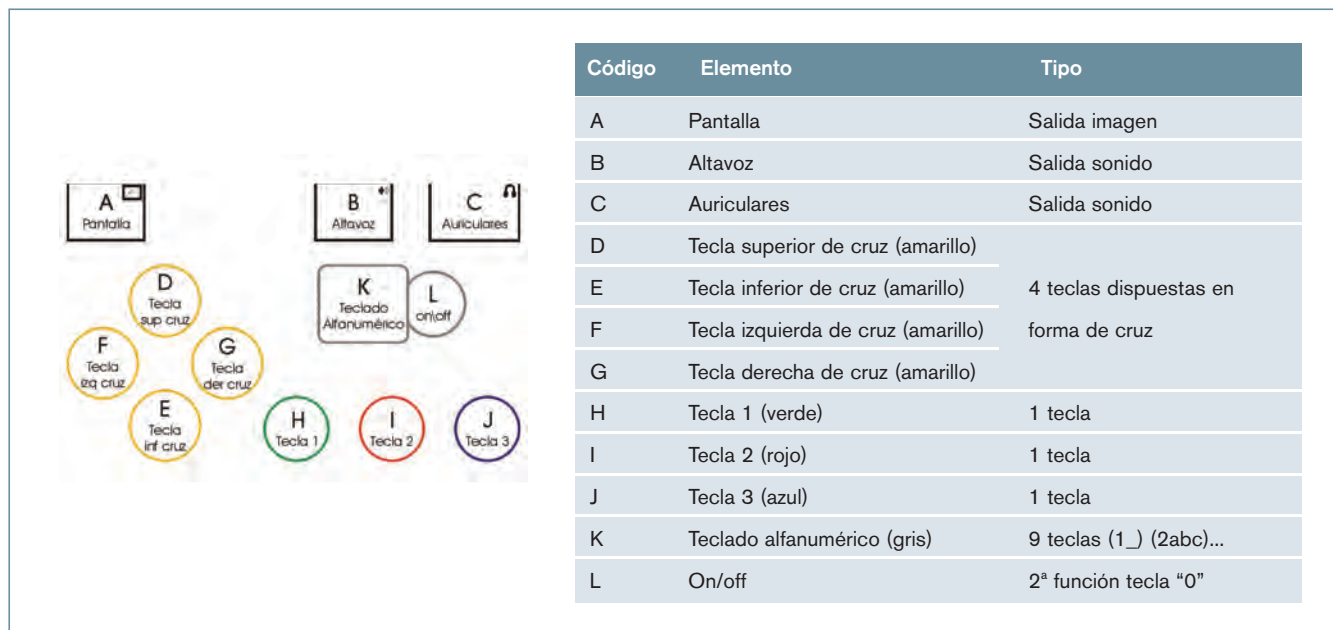 A
Pantalla
B
Altavoz
C
Auriculares
D
Tecla
sup cruz
K
Teclado
Alfanumérico
L
on\off
F
Tecla
izq cruz
G
Tecla
der cruz
E
Tecla
inf cruz
H
Tecla 1
I
Tecla 2
J
Tecla 3
Código Elemento Tipo
A Pantalla Salida imagen
B Altavoz Salida sonido
C Auriculares Salida sonido
D Tecla superior de cruz (amarillo)
E Tecla inferior de cruz (amarillo) 4 teclas dispuestas en
F Tecla izquierda de cruz (amarillo) forma de cruz
G Tecla derecha de cruz (amarillo)
H Tecla 1 (verde) 1 tecla
I Tecla 2 (rojo) 1 tecla
J Tecla 3 (azul) 1 tecla
K Teclado alfanumérico (gris) 9 teclas (1_) (2abc)...
L On/off 2ª función tecla “0”